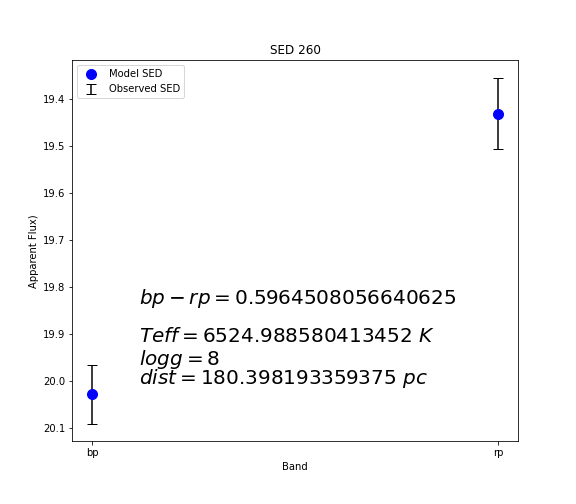 SED 260
Model SED
Observed SED
19.4
19.5
19.6
19.7
19.8
19.9
20.0
20.1
Apparent Flux)
bp − rp = 0.5964508056640625
Teff = 6524.988580413452 K
logg = 8
dist = 180.398193359375 pc
bp
rp
Band